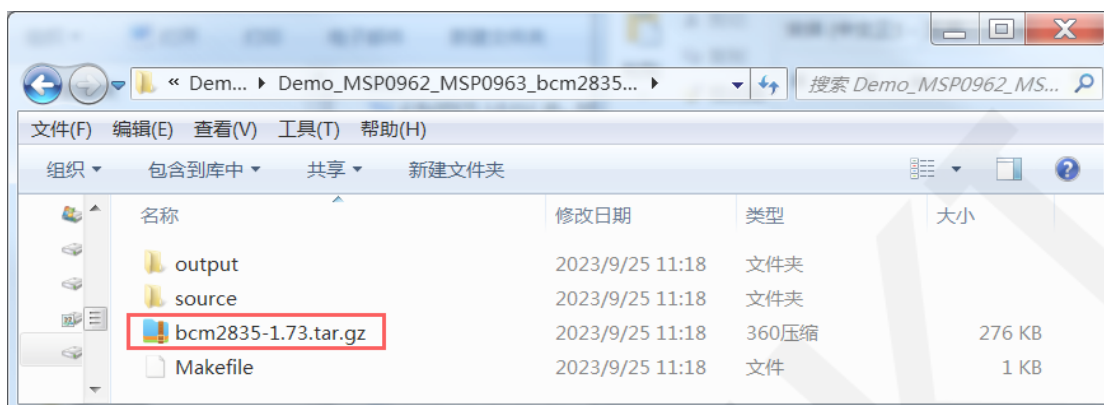 « Dem... Demo_MSP0962_MSP0963_bcm2835... 搜索 Demo_MSP0962_MS...
文件(F) 编辑(E) 查看(V) 工具(T) 帮助(H)
组织 包含到库中 共享 新建文件夹
名称 修改日期 类型 大小
output 2023/9/25 11:18 文件夹
source 2023/9/25 11:18 文件夹
bcm2835-1.73.tar.gz 2023/9/25 11:18 360压缩 276 KB
Makefile 2023/9/25 11:18 文件 1 KB